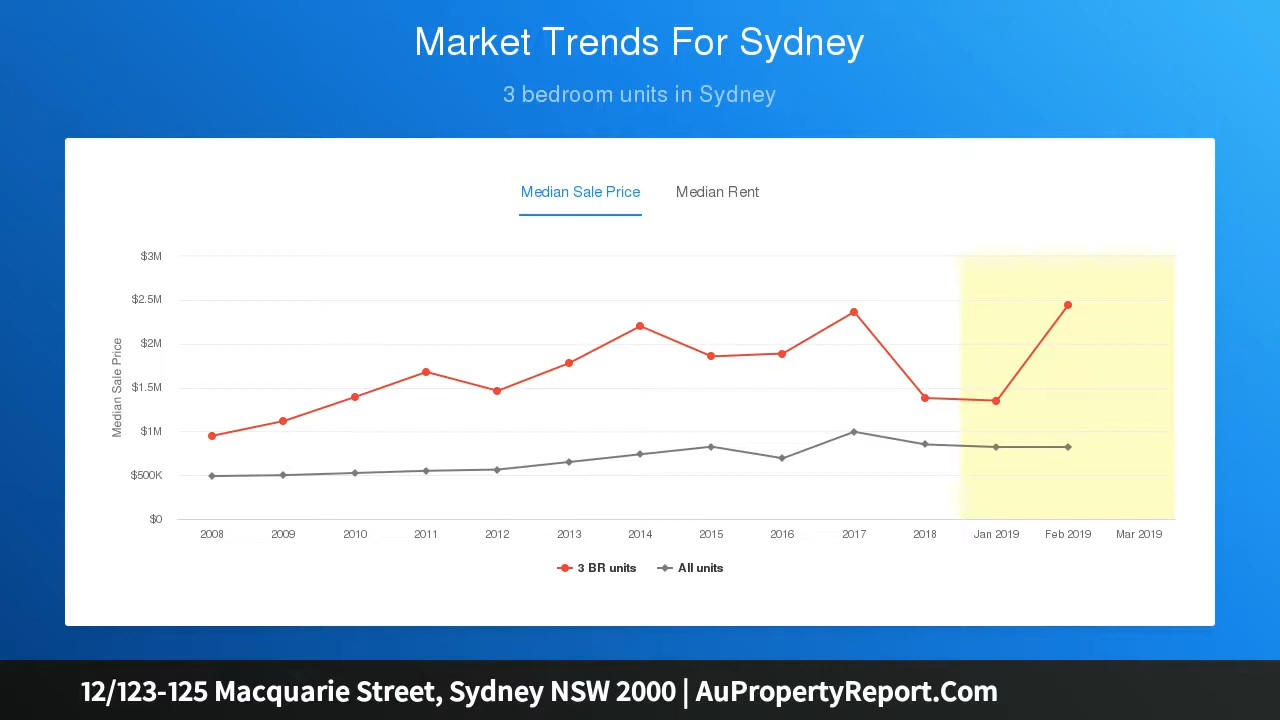 Market Trends For Sydney
3 bedroom units in Sydney
Median Sale Price Median Rent
$3M
$2.5M
$2M
$1.5M
$1M
$500K
$0
Median Sale Price
2008 2009 2010 2011 2012 2013 2014 2015 2016 2017 2018 Jan 2019 Feb 2019 Mar 2019
3 BR units All units
12/123-125 Macquarie Street, Sydney NSW 2000 | AuPropertyReport.Com